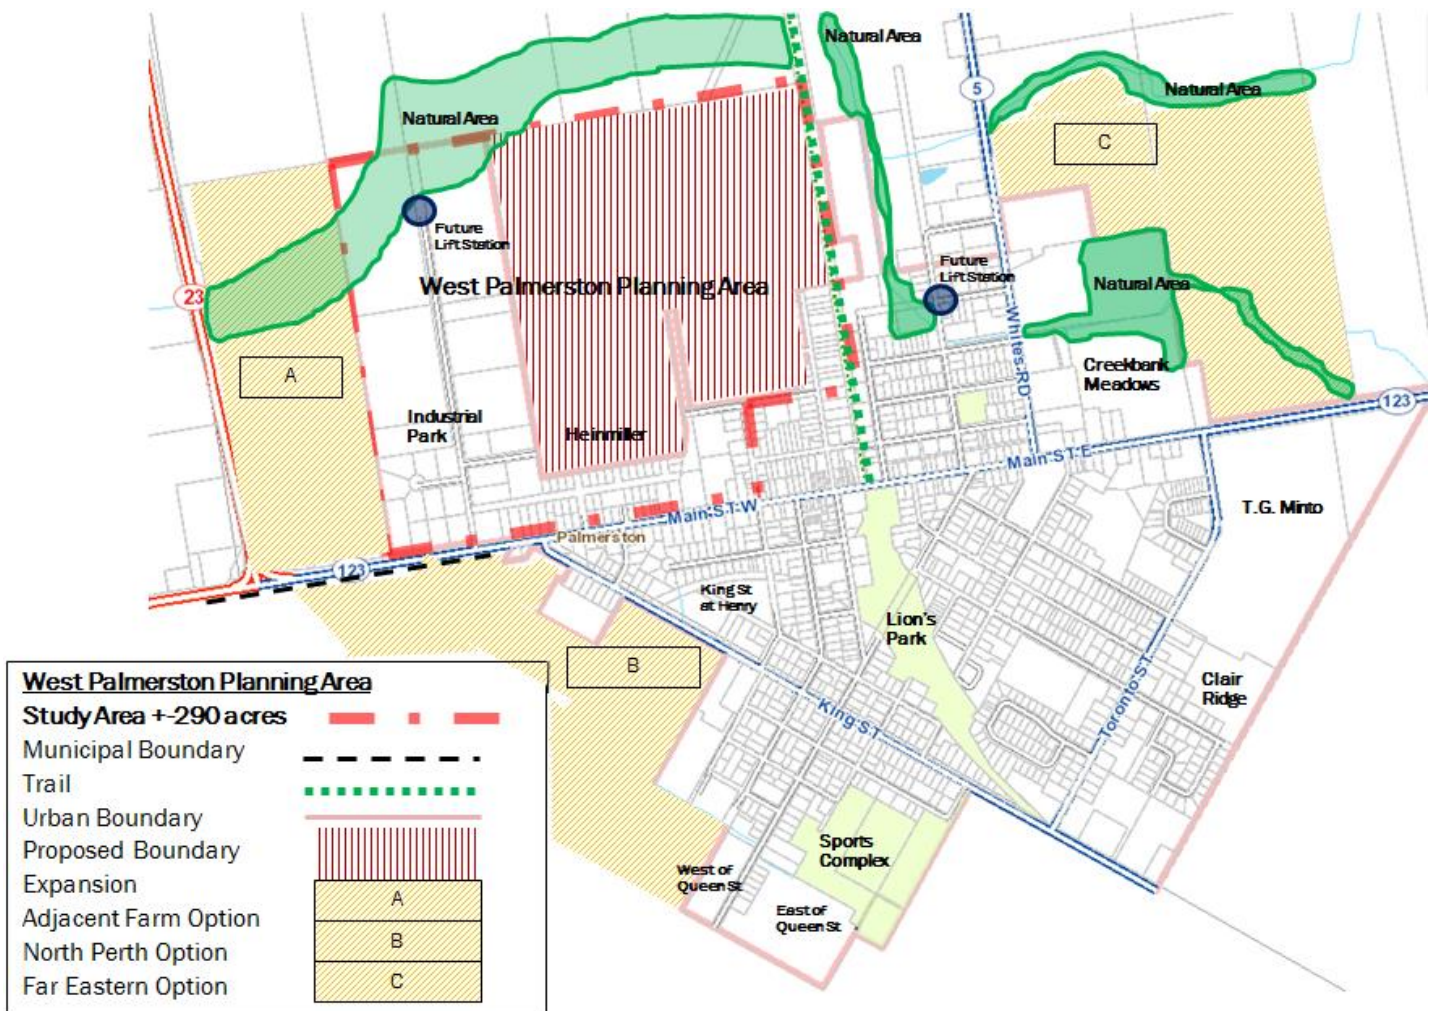 Natural Area
Natural Area
5
Natural Area
Natural Area
C
Future
Lift Station
West Palmerston Planning Area
Future
Lift Station
Natural Area
23
Whites RD
A
Creekbank
Meadows
Industrial
Park
Heinmiller
123
Main ST E
Main ST W
T.G. Minto
Palmerston
123
King St
at Henry
Lion's
Park
B
Clair
Ridge
Toronto ST
King ST
Sports
Complex
West of
Queen St
East of
Queen St
West Palmerston Planning Area
Study Area +-290 acres
Municipal Boundary
Trail
Urban Boundary
Proposed Boundary
Expansion
Adjacent Farm Option
North Perth Option
Far Eastern Option
A
B
C